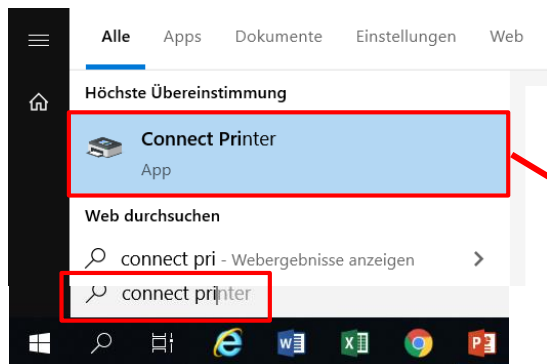 Alle Apps Dokumente Einstellungen Web
Höchste Übereinstimmung
Connect Printer
App
Web durchsuchen
connect pri - Webergebnisse anzeigen
connect printer